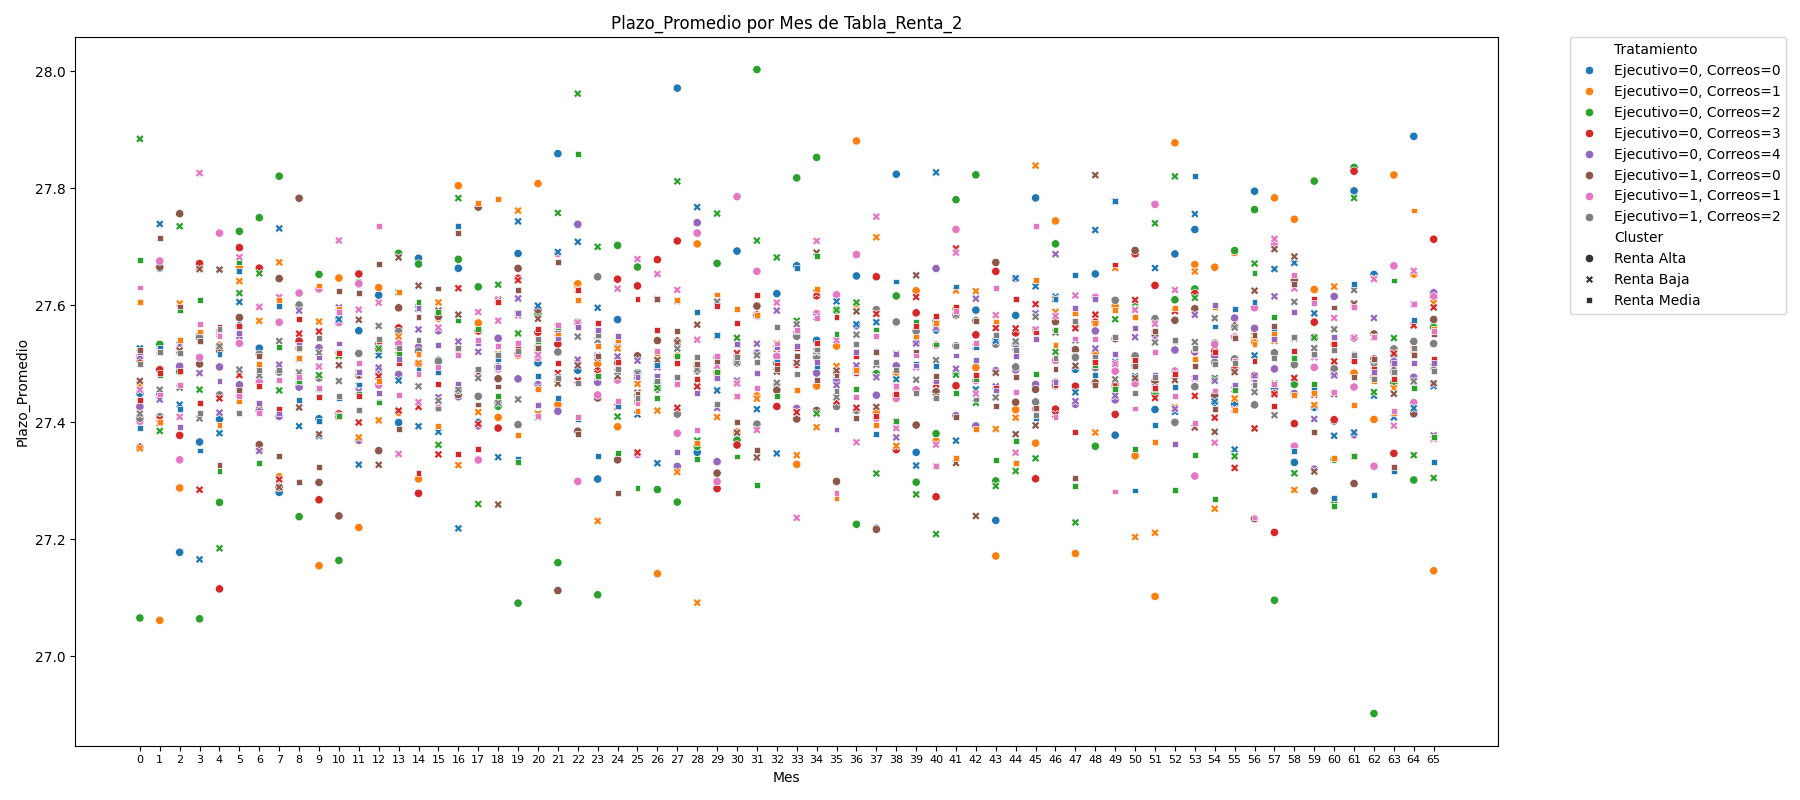 Plazo_Promedio por Mes de Tabla_Renta_2
Plazo_Promedio
28.0
27.8
27.6
27.4
27.2
27.0
0 1 2 3 4 5 6 7 8 9 10 11 12 13 14 15 16 17 18 19 20 21 22 23 24 25 26 27 28 29 30 31 32 33 34 35 36 37 38 39 40 41 42 43 44 45 46 47 48 49 50 51 52 53 54 55 56 57 58 59 60 61 62 63 64 65
Mes
Tratamiento
Ejecutivo=0, Correos=0
Ejecutivo=0, Correos=1
Ejecutivo=0, Correos=2
Ejecutivo=0, Correos=3
Ejecutivo=0, Correos=4
Ejecutivo=1, Correos=0
Ejecutivo=1, Correos=1
Ejecutivo=1, Correos=2
Cluster
Renta Alta
Renta Baja
Renta Media